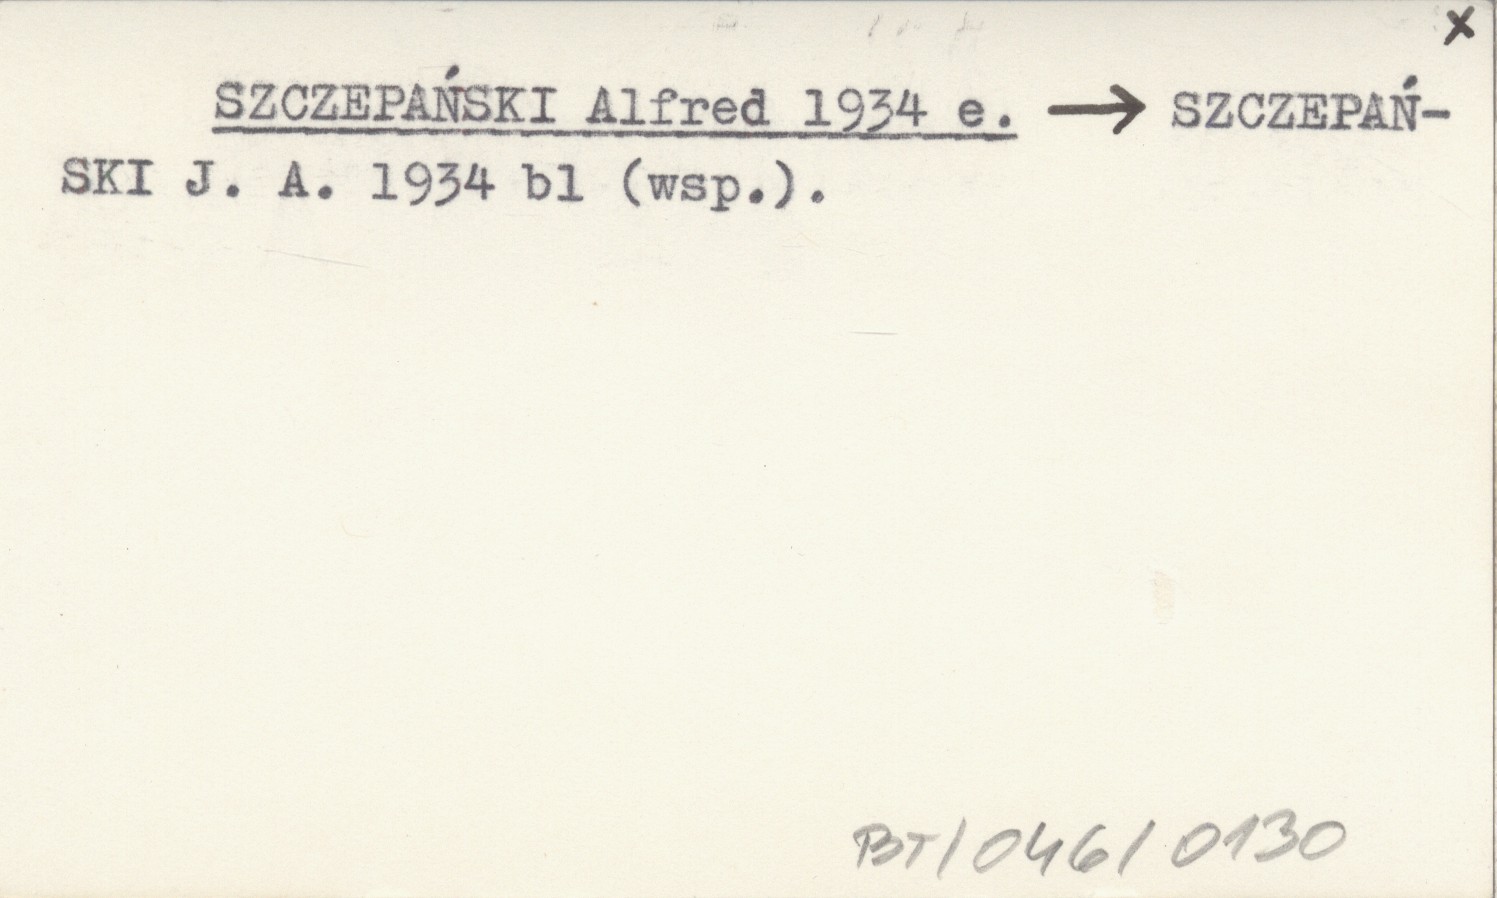 x
SZCZEPAŃSKI Alfred 1934 e. → SZCZEPAŃ-
SKI J. A. 1934 bl (wsp.).
BT/046/0130